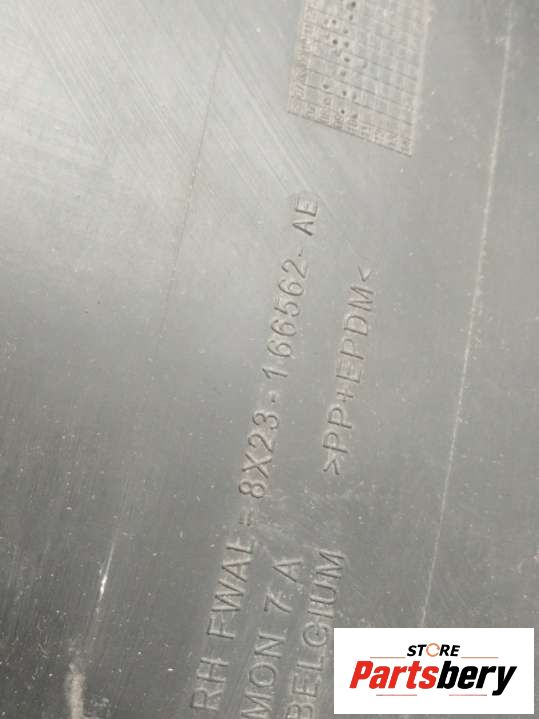 RH FWAL = 8X23-166562-AE
MON 7 A
BELGIUM >PP+EPDM<
STORE
Partsbery